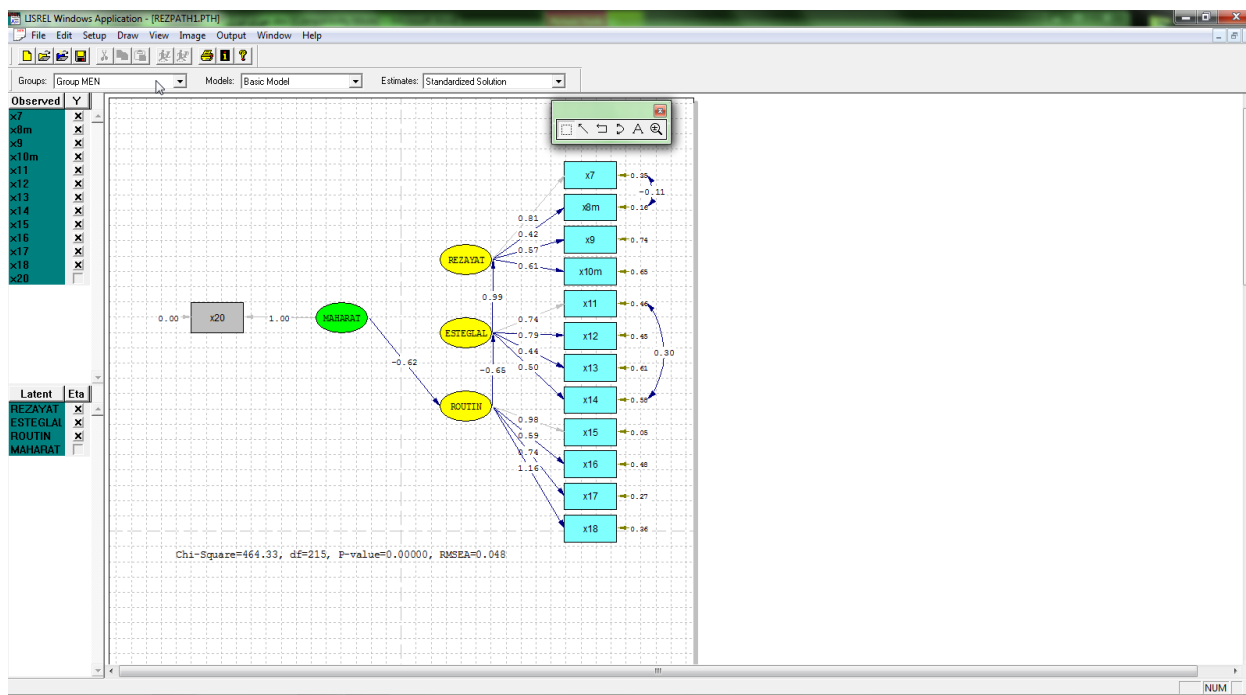 LISREL Windows Application - [REZPATH1.PTH]
File Edit Setup Draw View Image Output Window Help
Groups: Group MEN Models: Basic Model Estimates: Standardized Solution
Observed Y
x7
x8m
x9
x10m
x11
x12
x13
x14
x15
x16
x17
x18
x20
Latent Eta
REZAYAT
ESTEGLAL
ROUTIN
MAHARAT
0.00
x20
1.00
MAHARAT
-0.62
REZAYAT
0.99
ESTEGLAL
-0.65
ROUTIN
0.81
0.42
0.57
0.61
0.74
0.79
0.44
0.50
0.98
0.59
0.74
1.16
x7 0.35
-0.11
x8m 0.16
x9 0.74
x10m 0.65
x11 0.46
x12 0.45
0.30
x13 0.61
x14 0.58
x15 0.05
x16 0.48
x17 0.27
x18 0.36
Chi-Square=464.33, df=215, P-value=0.00000, RMSEA=0.048
NUM